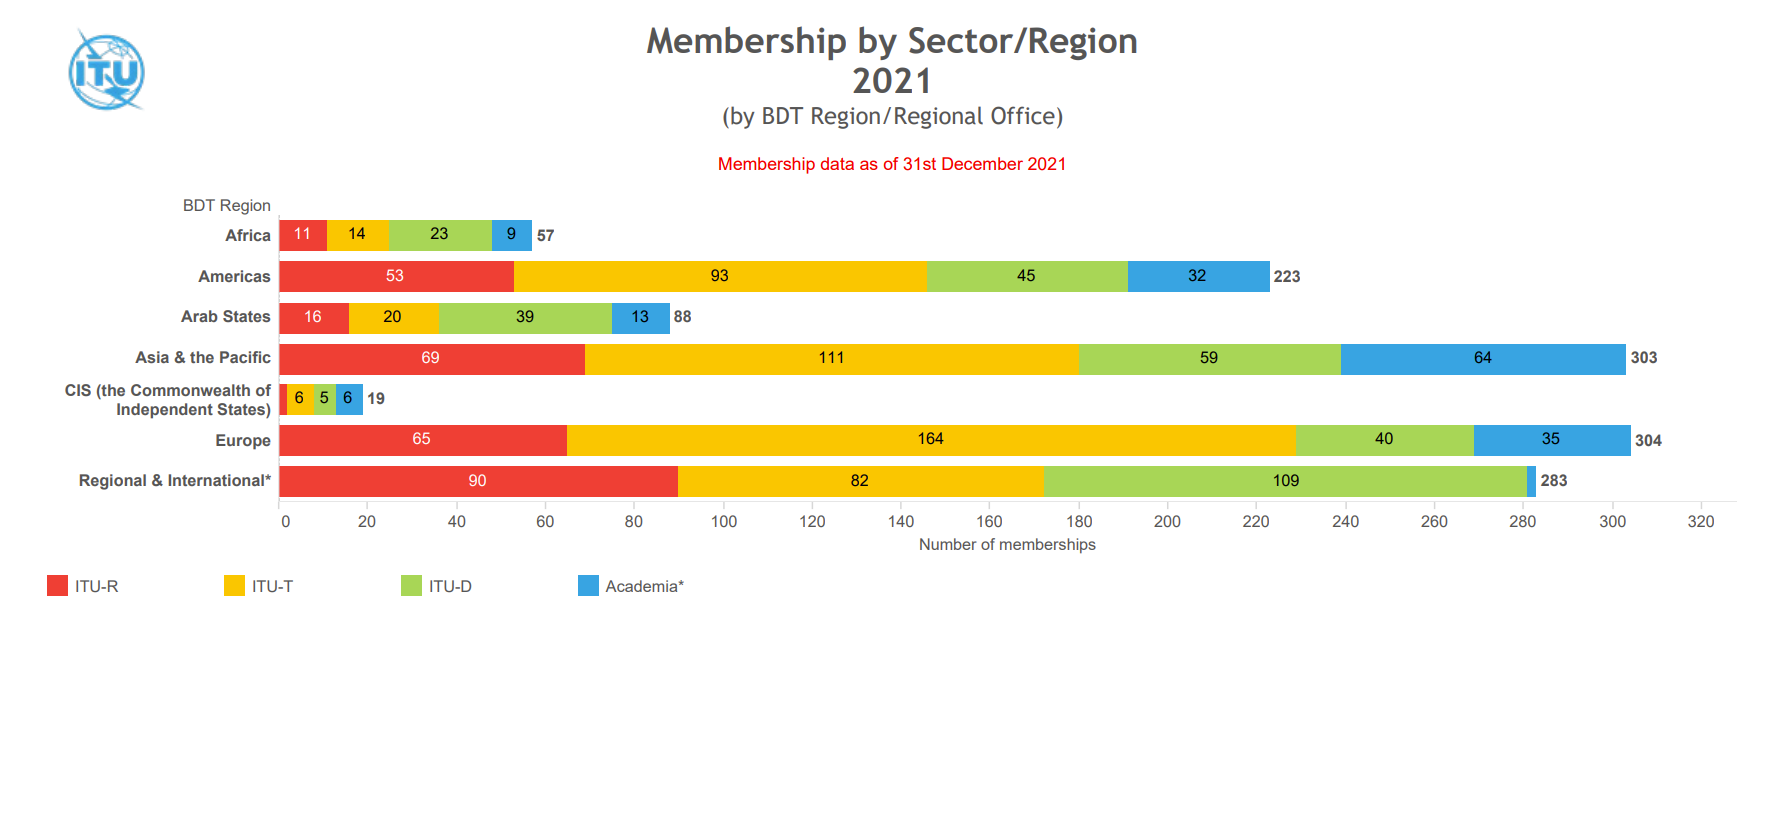 ITU
Membership by Sector/Region
2021
(by BDT Region/Regional Office)
Membership data as of 31st December 2021
BDT Region
Africa 11 14 23 9 57
Americas 53 93 45 32 223
Arab States 16 20 39 13 88
Asia & the Pacific 69 111 59 64 303
CIS (the Commonwealth of
Independent States) 6 5 6 19
Europe 65 164 40 35 304
Regional & International* 90 82 109 283
0 20 40 60 80 100 120 140 160 180 200 220 240 260 280 300 320
Number of memberships
ITU-R ITU-T ITU-D Academia*